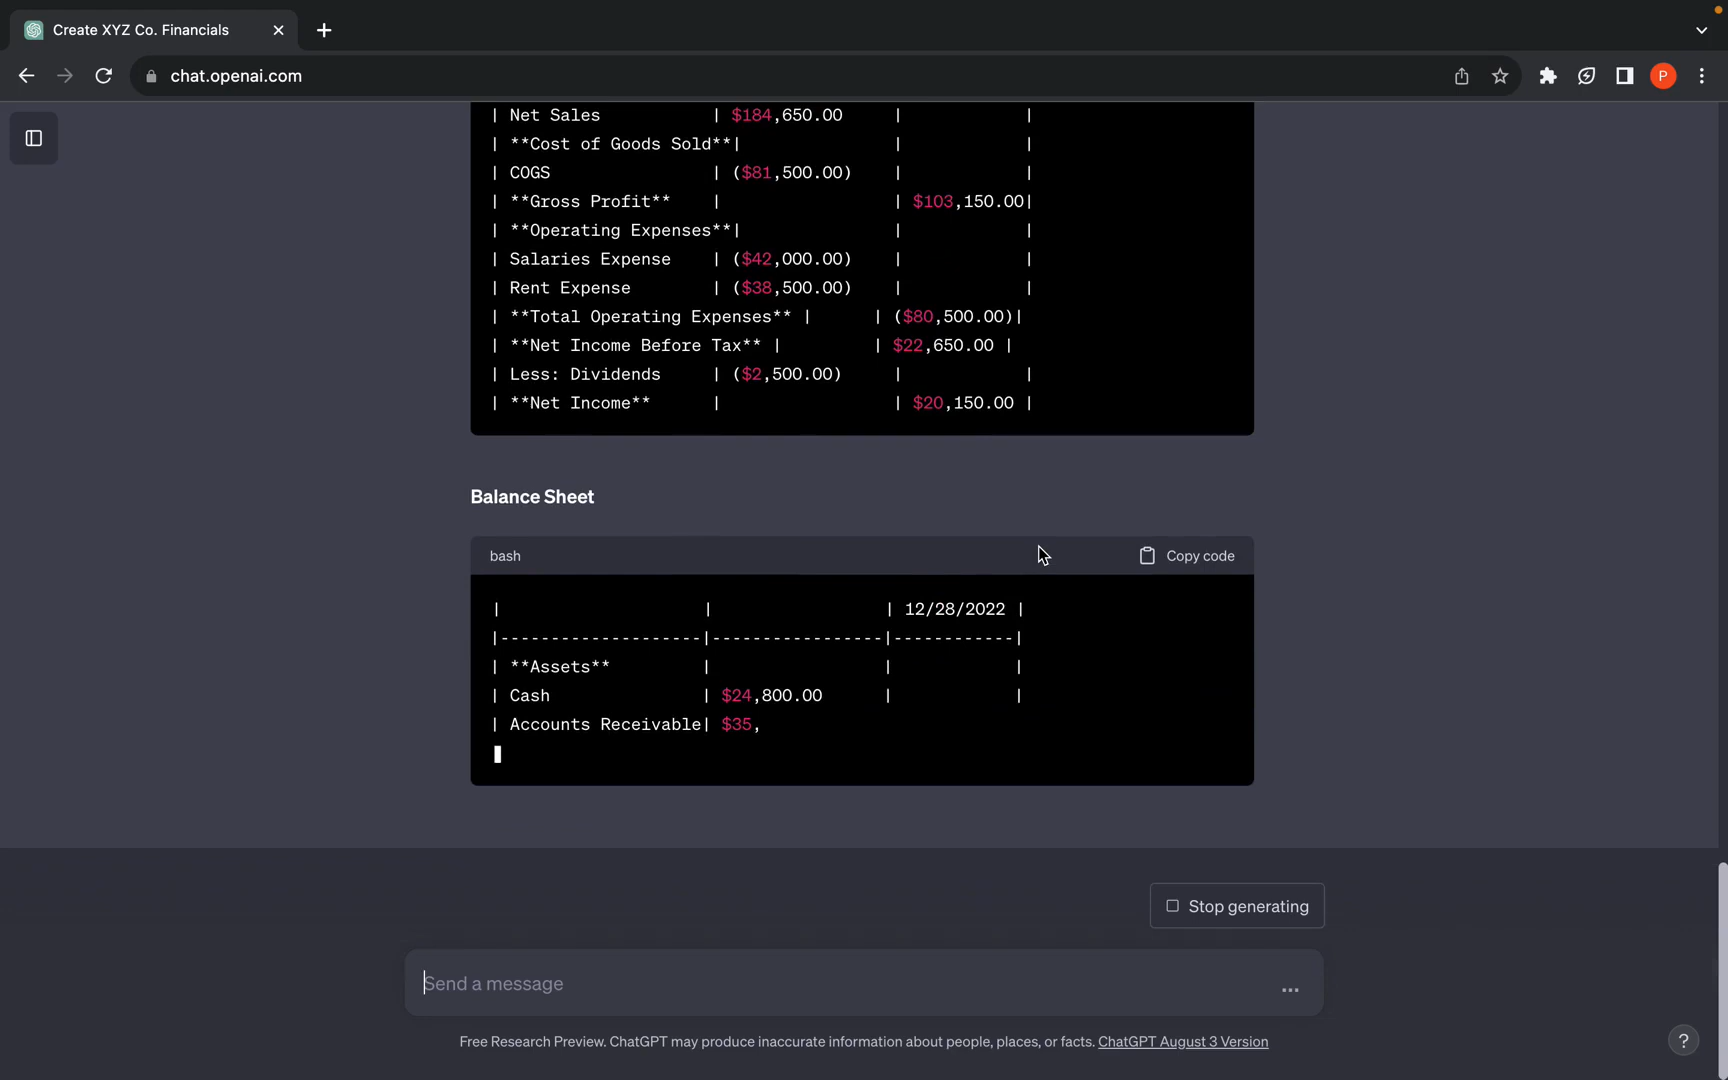 Create XYZ Co. Financials
chat.openai.com
P
| Net Sales | $184,650.00 | |
| **Cost of Goods Sold**| | |
| COGS | ($81,500.00) | |
| **Gross Profit** | | $103,150.00|
| **Operating Expenses**| | |
| Salaries Expense | ($42,000.00) | |
| Rent Expense | ($38,500.00) | |
| **Total Operating Expenses** | | ($80,500.00)|
| **Net Income Before Tax** | | $22,650.00 |
| Less: Dividends | ($2,500.00) | |
| **Net Income** | | $20,150.00 |
Balance Sheet
bash Copy code
| | | 12/28/2022 |
|--------------------|-----------------|------------|
| **Assets** | | |
| Cash | $24,800.00 | |
| Accounts Receivable| $35,
Stop generating
Send a message ...
Free Research Preview. ChatGPT may produce inaccurate information about people, places, or facts. ChatGPT August 3 Version
?